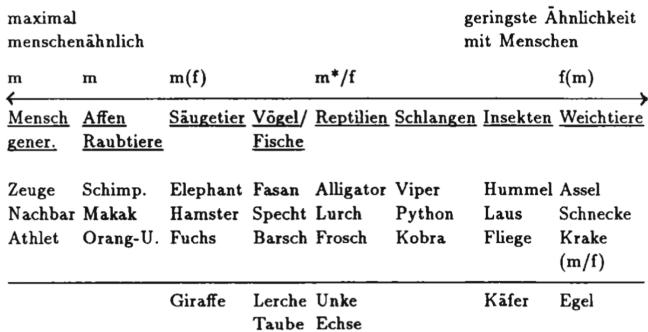 maximal geringste Ähnlichkeit
menschenähnlich mit Menschen
m m m(f) m*/f f(m)
Mensch Affen Säugetier Vögel/ Reptilien Schlangen Insekten Weichtiere
gener. Raubtiere Fische
Zeuge Schimp. Elephant Fasan Alligator Viper Hummel Assel
Nachbar Makak Hamster Specht Lurch Python Laus Schnecke
Athlet Orang-U. Fuchs Barsch Frosch Kobra Fliege Krake
(m/f)
Giraffe Lerche Unke Käfer Egel
Taube Echse